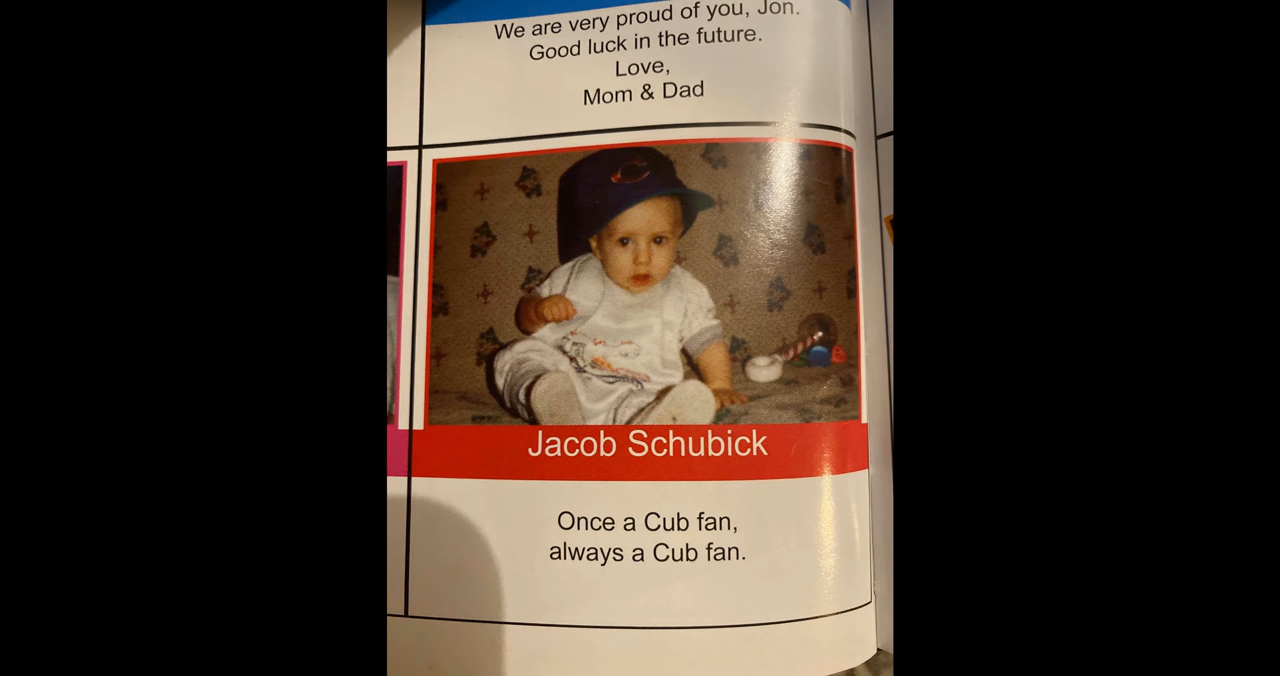 We are very proud of you, Jon.
Good luck in the future.
Love,
Mom & Dad
Jacob Schubick
Once a Cub fan,
always a Cub fan.